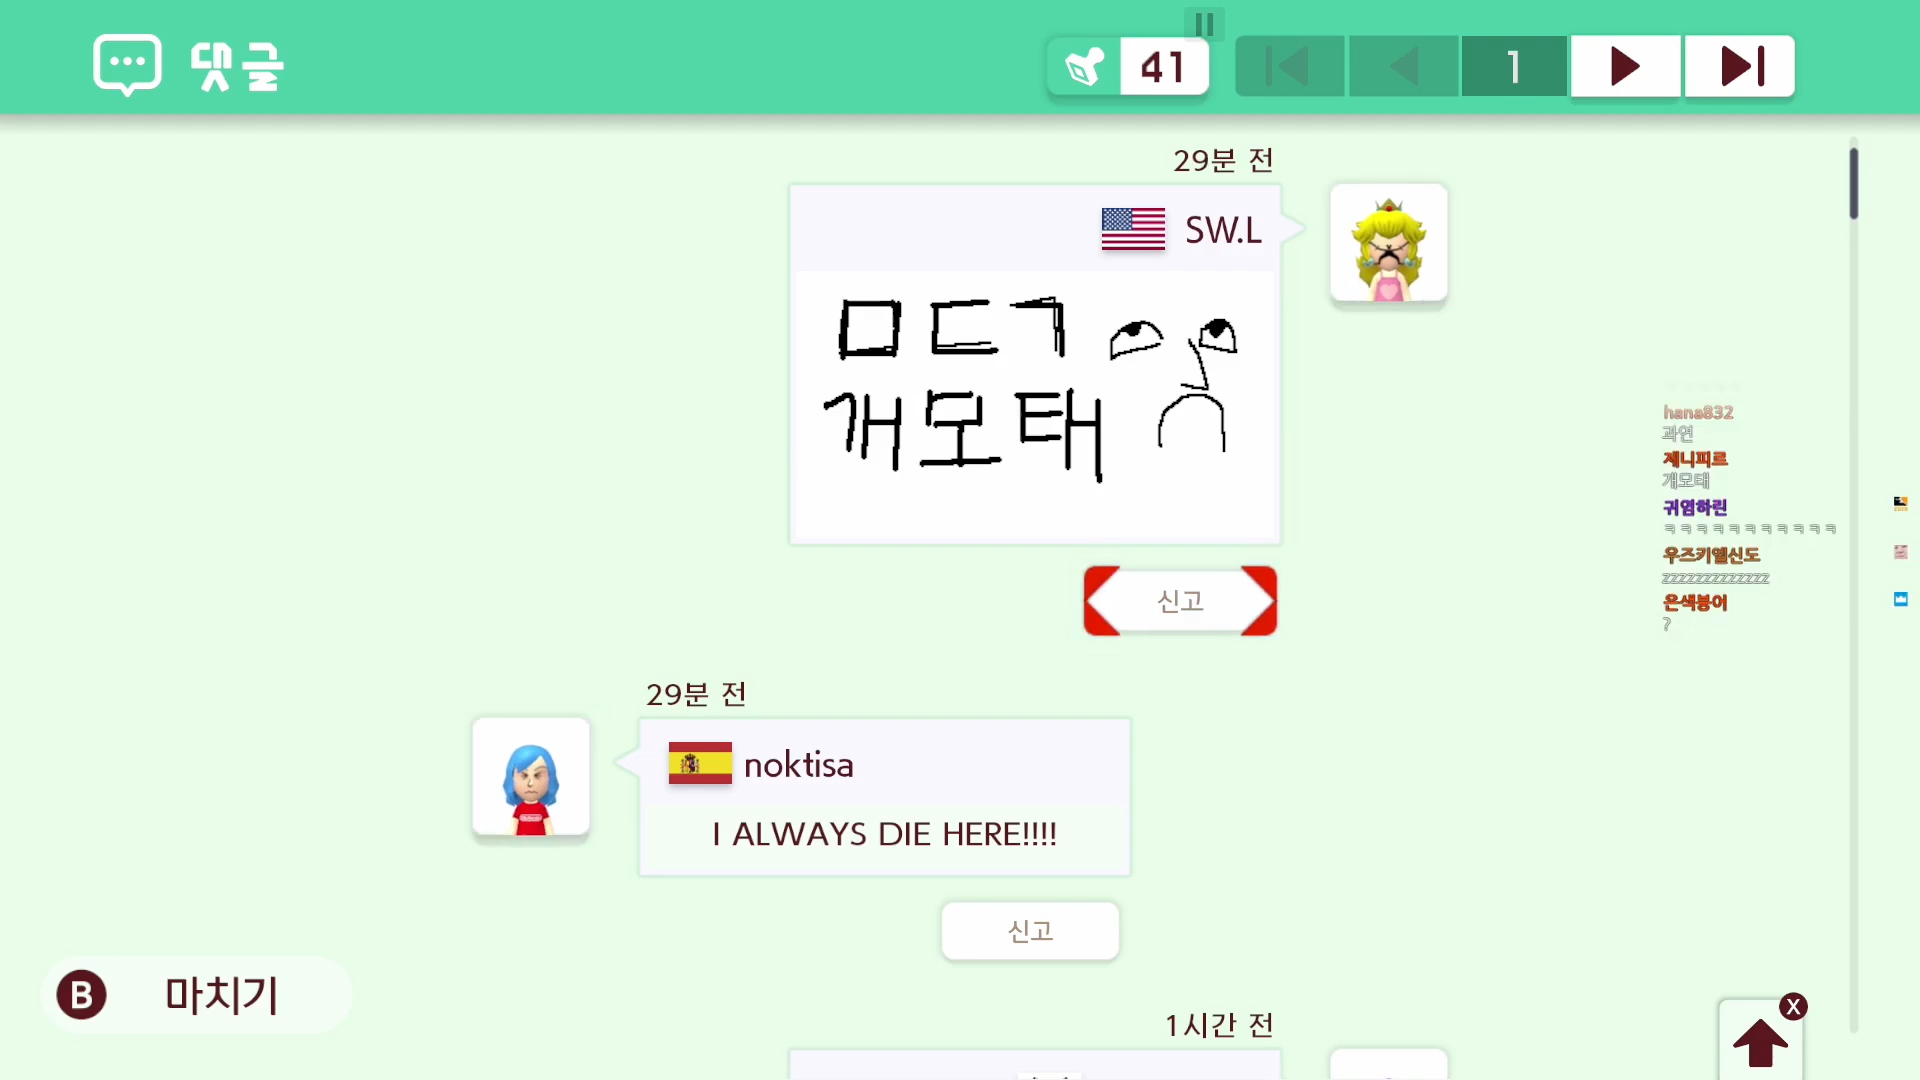 댓글
41
1
29분 전
SW.L
ㅁㄷㄱ
개모태
신고
29분 전
noktisa
I ALWAYS DIE HERE!!!!
신고
1시간 전
hana832
과연
제니피르
개모태
귀염하린
ㅋㅋㅋㅋㅋㅋㅋㅋㅋㅋㅋ
우즈키엘신도
zzzzzzzzzzzzz
은색붕어
?
B 마치기
X